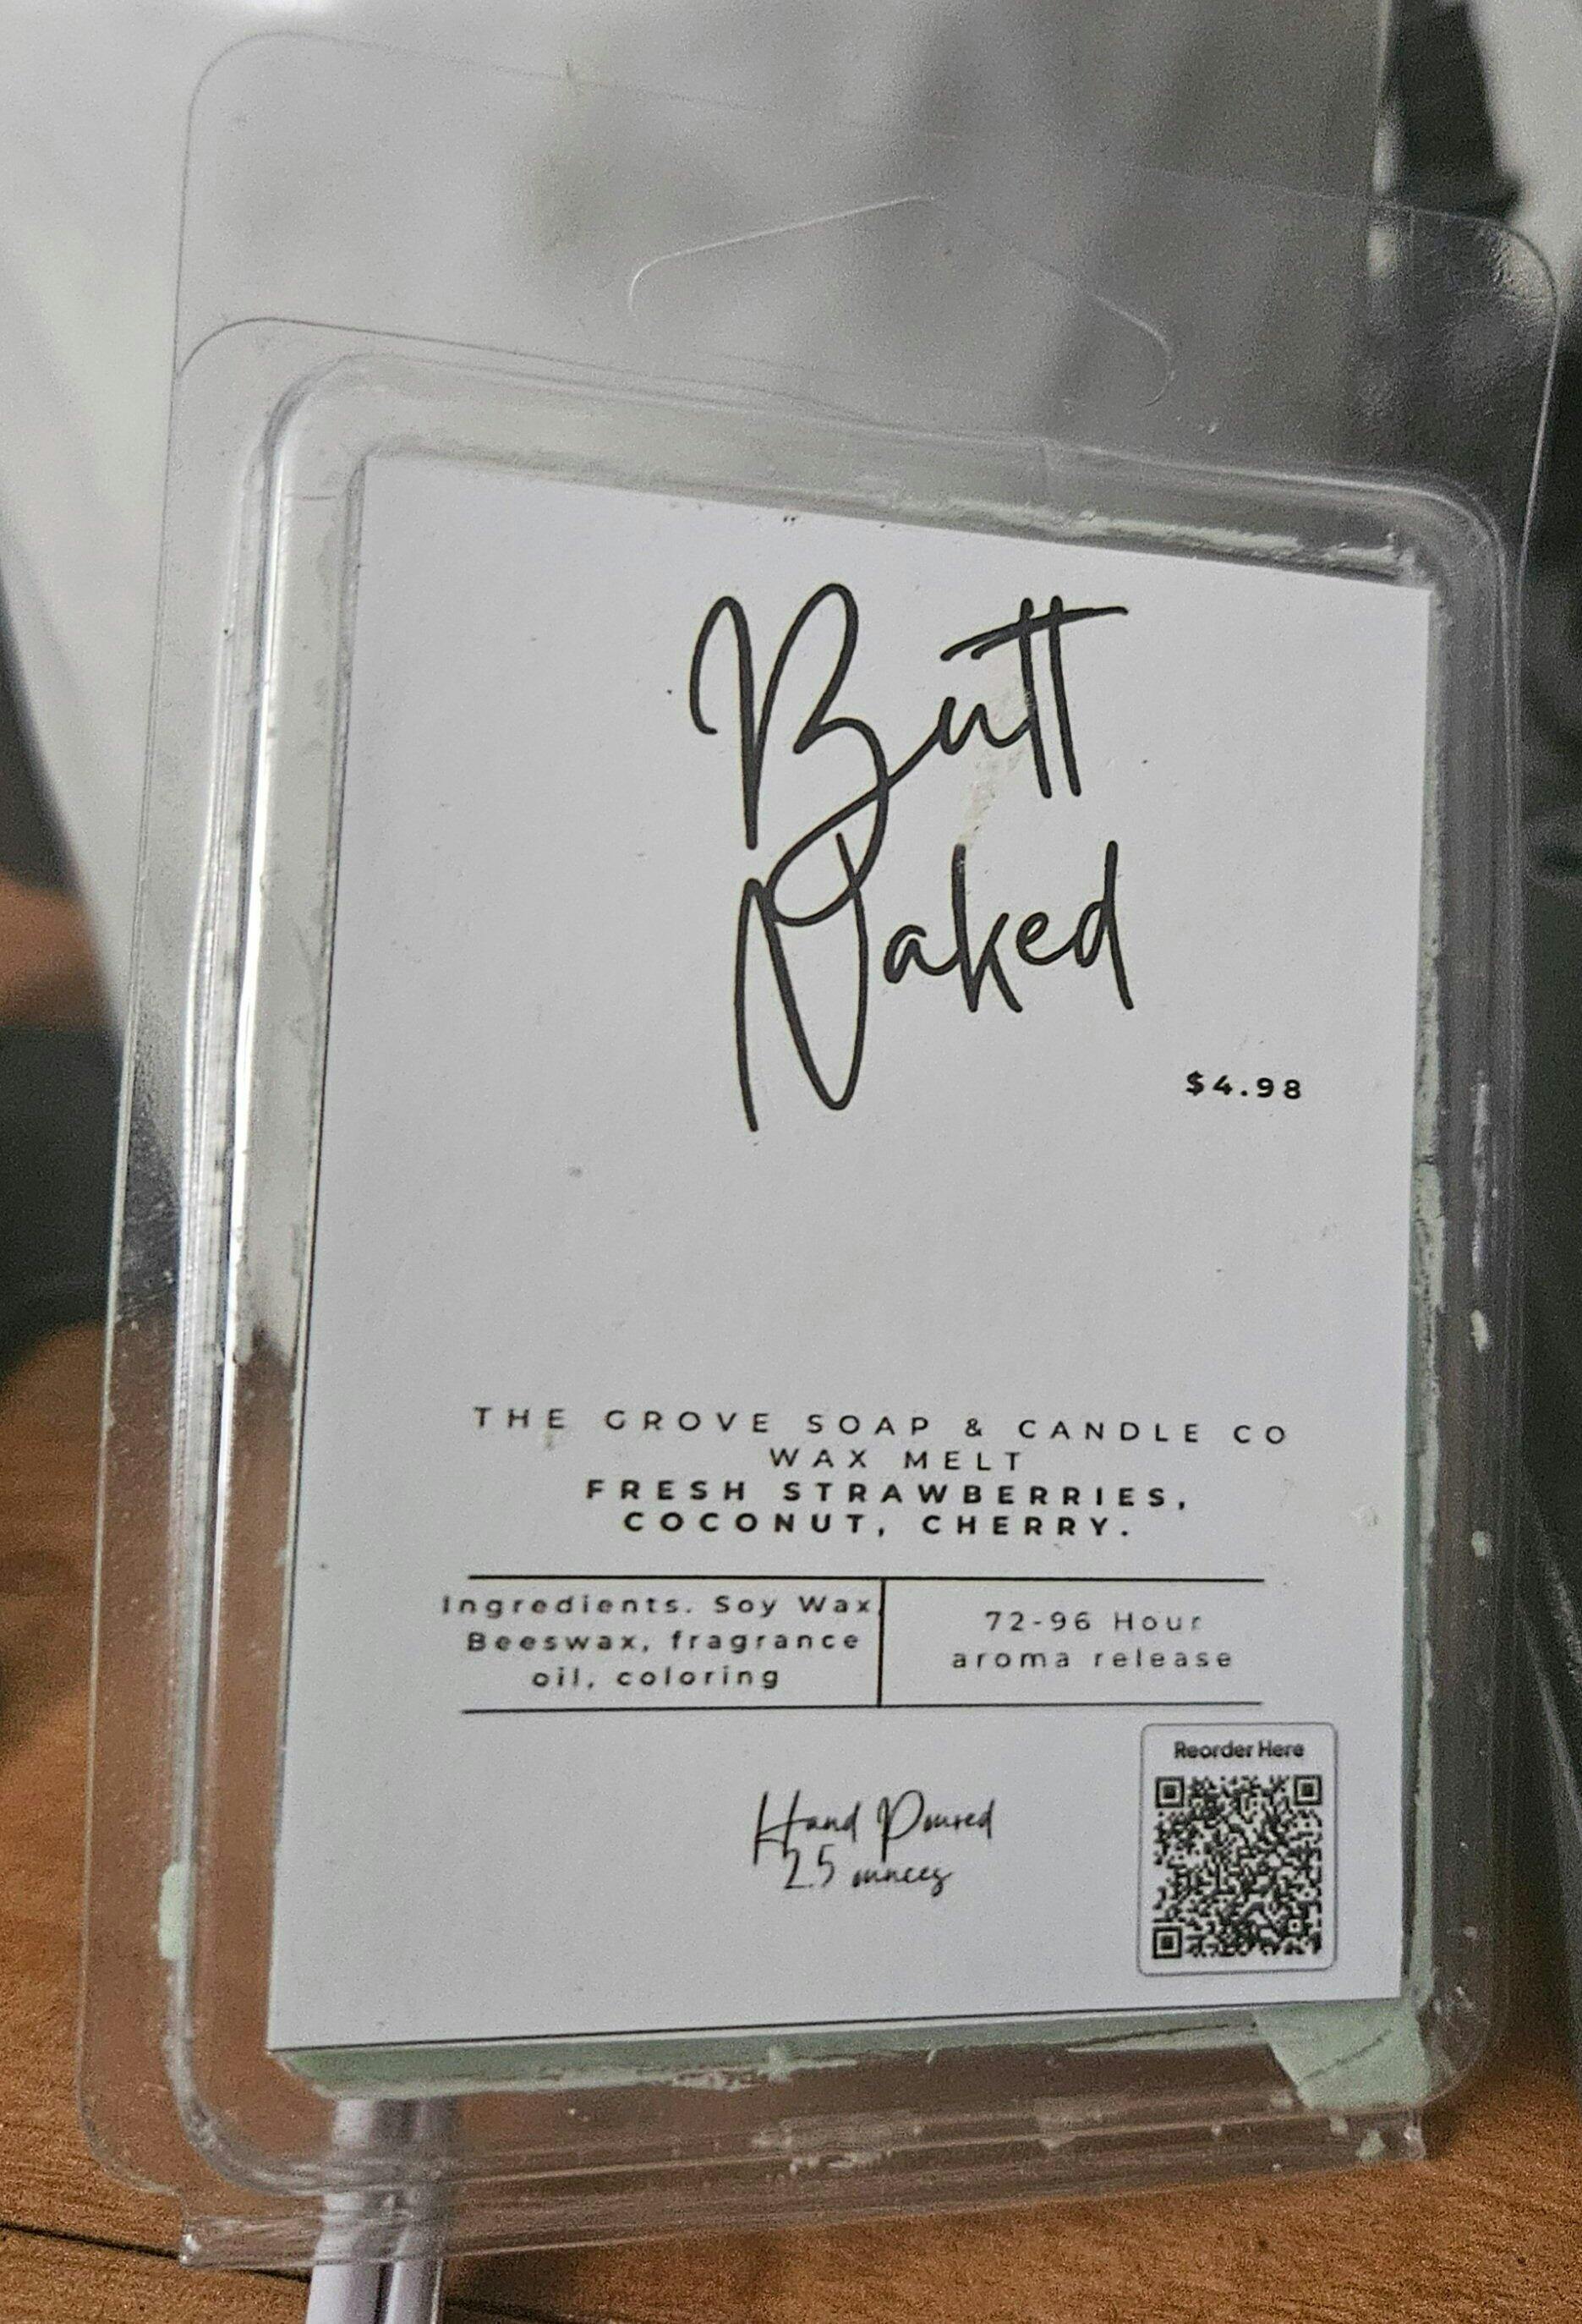 Butt
Naked
$4.98
THE GROVE SOAP & CANDLE CO
WAX MELT
FRESH STRAWBERRIES,
COCONUT, CHERRY.
Ingredients. Soy Wax
Beeswax, fragrance
oil, coloring
72-96 Hour
aroma release
Reorder Here
Hand Poured
2.5 ounces